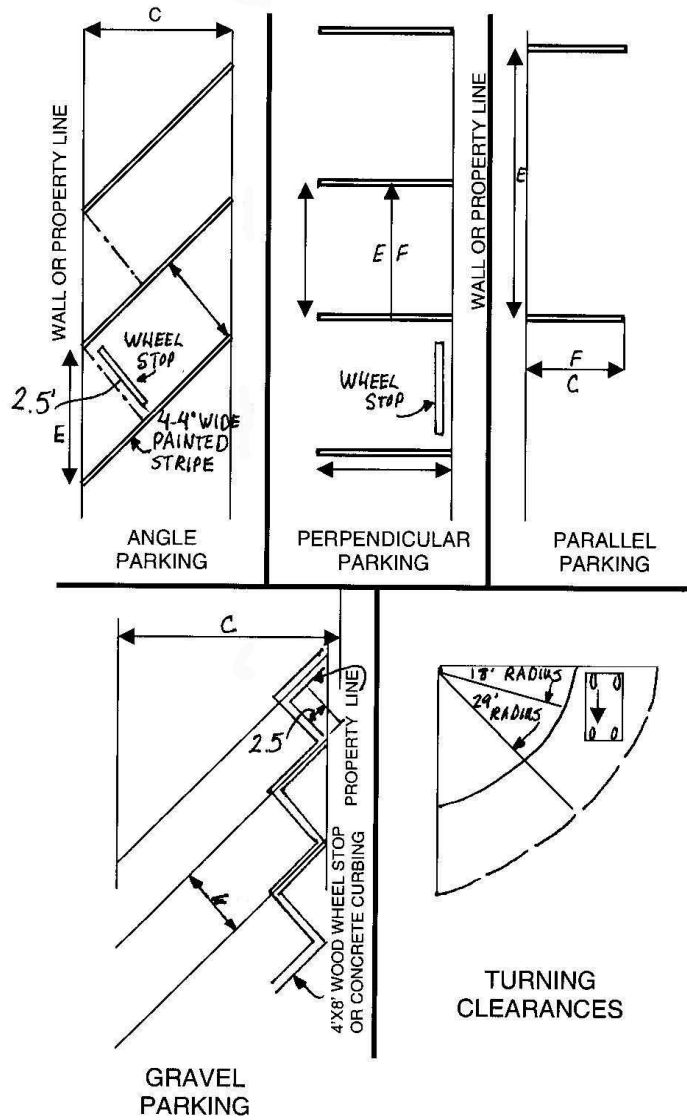 C
WALL OR PROPERTY LINE
WHEEL
STOP
2.5'
E
4-4" WIDE
PAINTED
STRIPE
ANGLE
PARKING
E F
WALL OR PROPERTY LINE
WHEEL
STOP
PERPENDICULAR
PARKING
E
F
C
PARALLEL
PARKING
C
2.5
PROPERTY LINE
4'X8' WOOD WHEEL STOP
OR CONCRETE CURBING
GRAVEL
PARKING
18' RADIUS
29'
RADIUS
TURNING
CLEARANCES